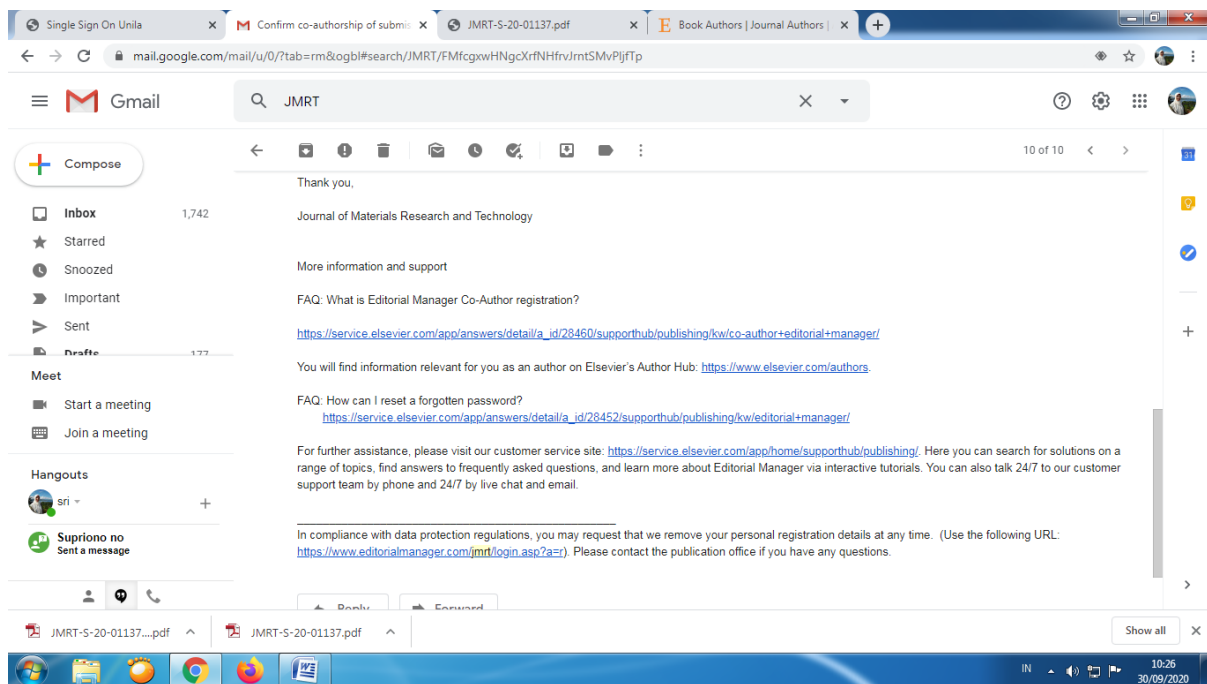 Single Sign On Unila
Confirm co-authorship of submis
JMRT-S-20-01137.pdf
Book Authors | Journal Authors |
mail.google.com/mail/u/0/?tab=rm&ogbl#search/JMRT/FMfcgxwHNgcXrfNHfrvJrntSMvPljfTp
Gmail
JMRT
Compose
10 of 10
31
Inbox 1,742
Starred
Snoozed
Important
Sent
Drafts 177
Meet
Start a meeting
Join a meeting
Hangouts
sri
Supriono no
Sent a message
Thank you,
Journal of Materials Research and Technology
More information and support
FAQ: What is Editorial Manager Co-Author registration?
https://service.elsevier.com/app/answers/detail/a_id/28460/supporthub/publishing/kw/co-author+editorial+manager/
You will find information relevant for you as an author on Elsevier's Author Hub: https://www.elsevier.com/authors.
FAQ: How can I reset a forgotten password?
https://service.elsevier.com/app/answers/detail/a_id/28452/supporthub/publishing/kw/editorial+manager/
For further assistance, please visit our customer service site: https://service.elsevier.com/app/home/supporthub/publishing/. Here you can search for solutions on a
range of topics, find answers to frequently asked questions, and learn more about Editorial Manager via interactive tutorials. You can also talk 24/7 to our customer
support team by phone and 24/7 by live chat and email.
In compliance with data protection regulations, you may request that we remove your personal registration details at any time. (Use the following URL:
https://www.editorialmanager.com/jmrt/login.asp?a=r). Please contact the publication office if you have any questions.
Reply Forward
JMRT-S-20-01137....pdf
JMRT-S-20-01137.pdf
Show all
IN
10:26
30/09/2020